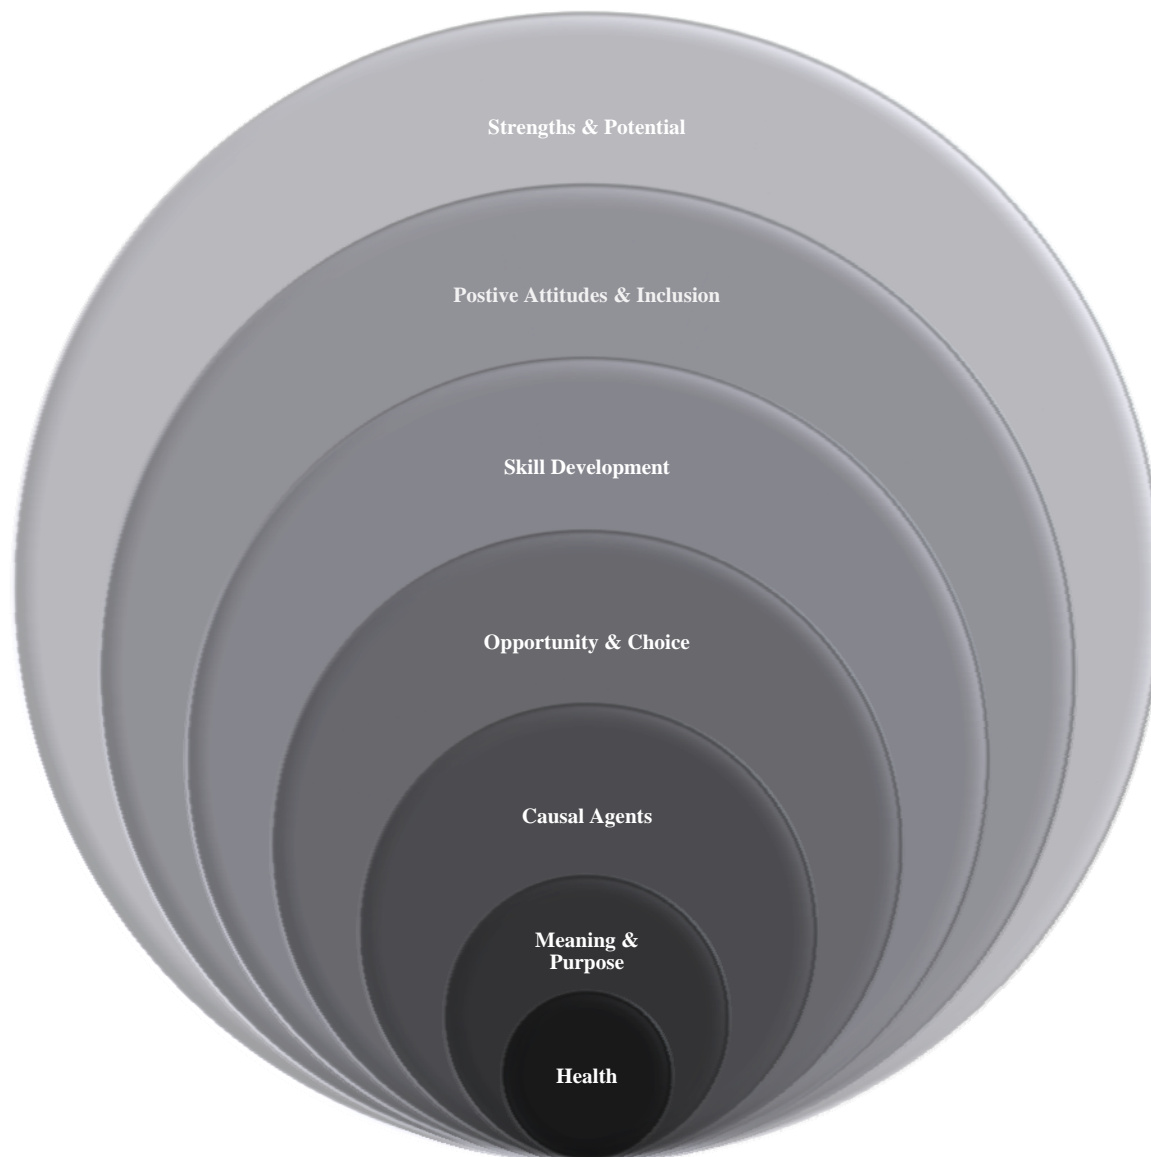 Strengths & Potential
Postive Attitudes & Inclusion
Skill Development
Opportunity & Choice
Causal Agents
Meaning &
Purpose
Health